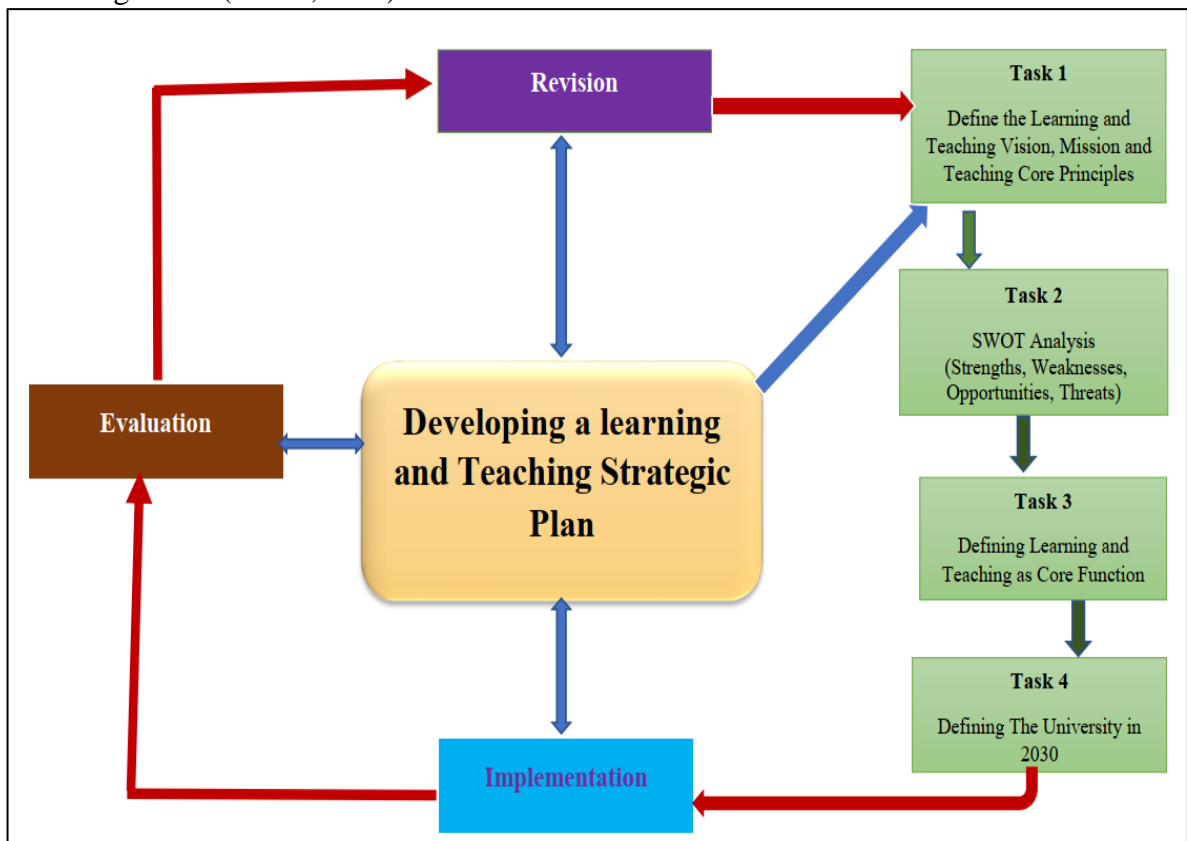 Revision
Task 1
Define the Learning and
Teaching Vision, Mission and
Teaching Core Principles
Task 2
SWOT Analysis
(Strengths, Weaknesses,
Opportunities, Threats)
Evaluation
Developing a learning
and Teaching Strategic
Plan
Task 3
Defining Learning and
Teaching as Core Function
Task 4
Defining The University in
2030
Implementation